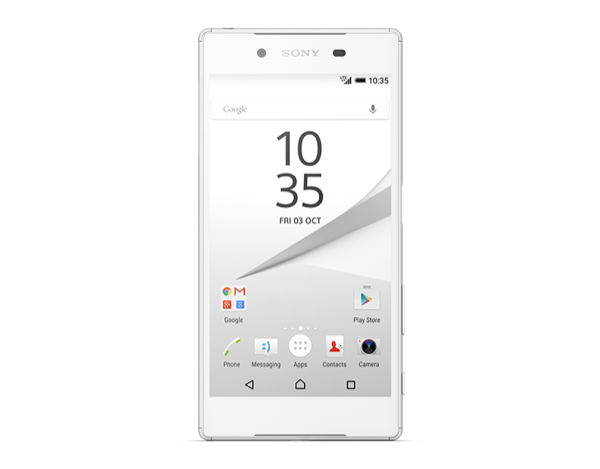 SONY
10:35
Google
10
35
FRI 03 OCT
Google
Play Store
Phone
Messaging
Apps
Contacts
Camera